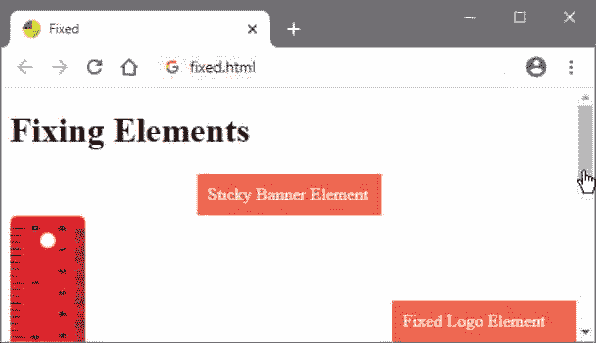 Fixed
fixed.html
Fixing Elements
Sticky Banner Element
Fixed Logo Element